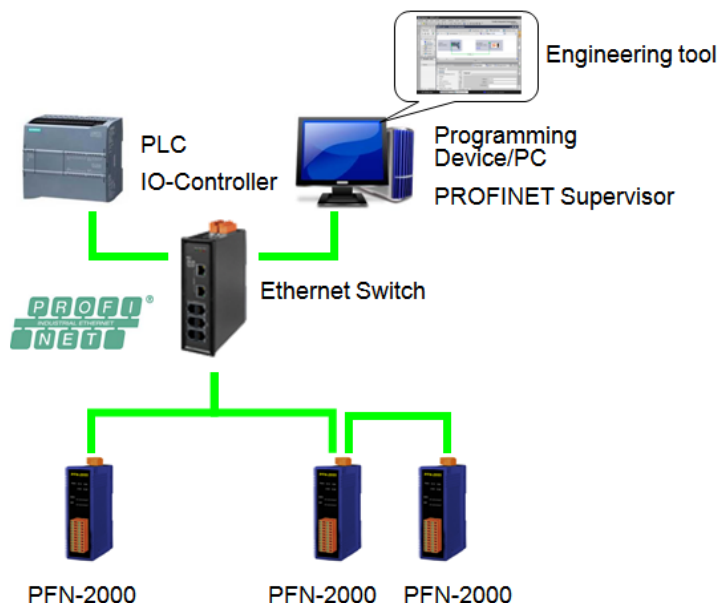 Engineering tool
PLC
IO-Controller
Programming
Device/PC
PROFINET Supervisor
Ethernet Switch
PROFI®
INDUSTRIAL ETHERNET
NET
PFN-2000
PFN-2000
PFN-2000